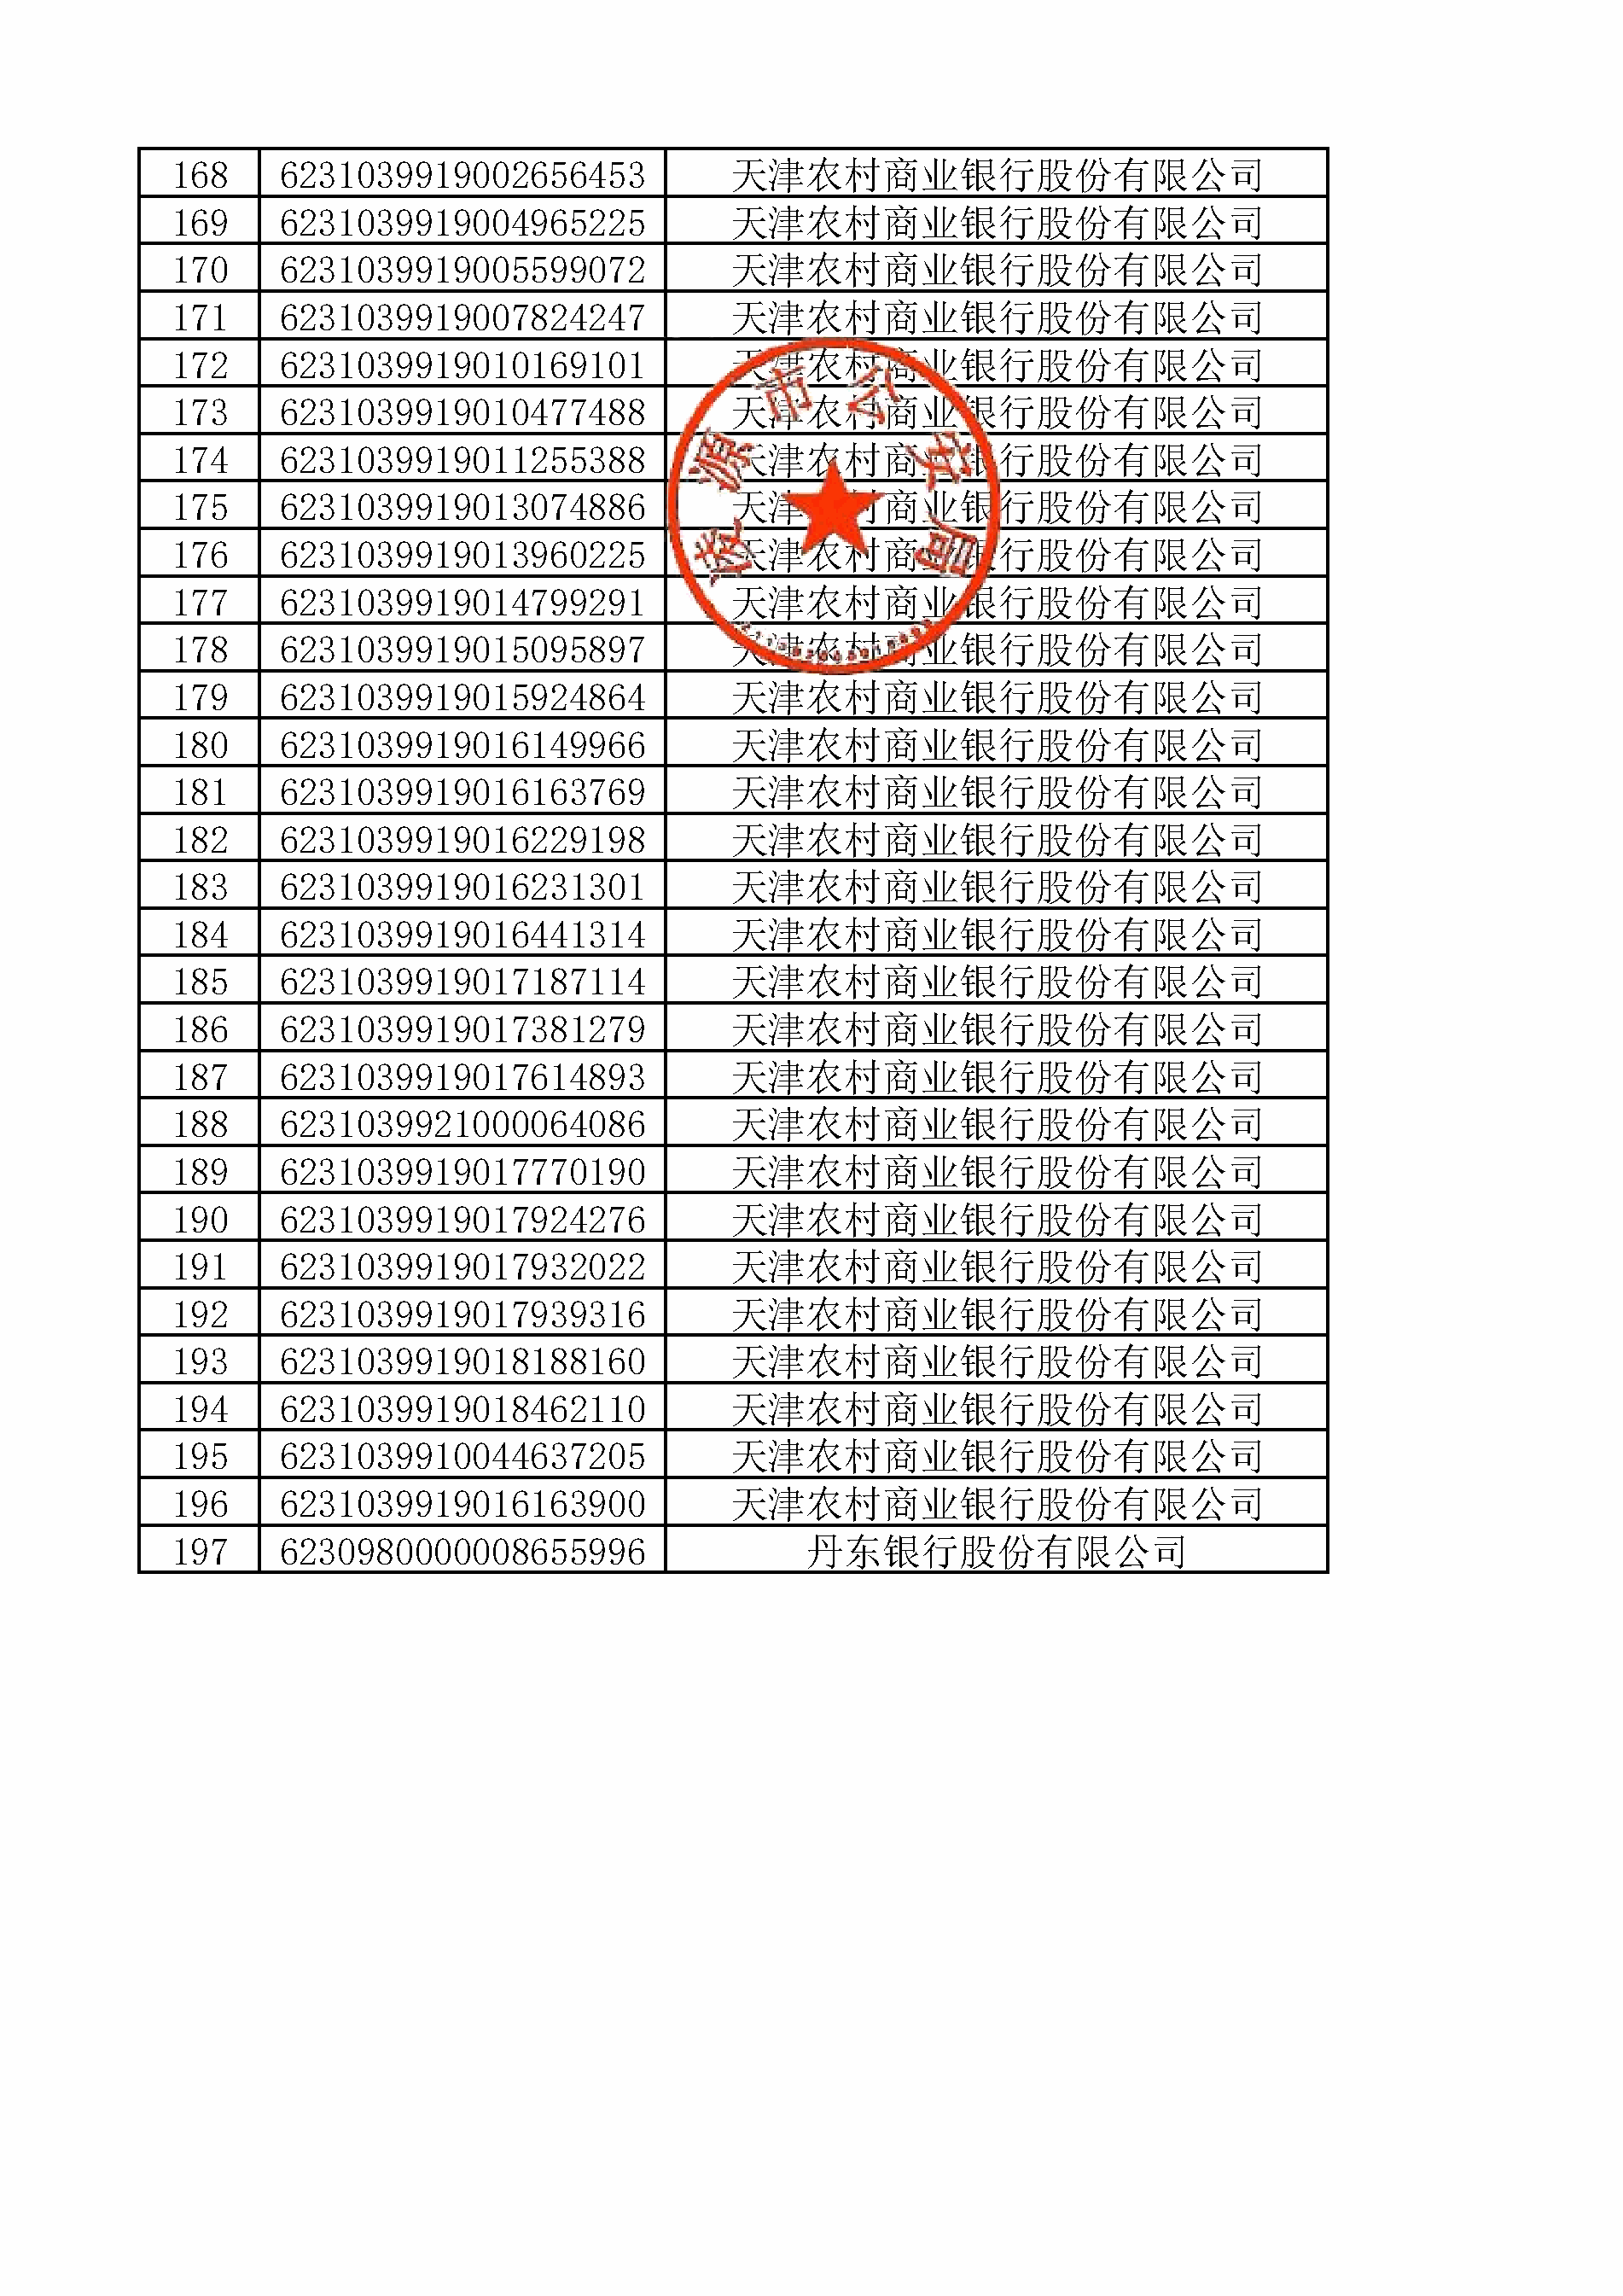 168 6231039919002656453 天津农村商业银行股份有限公司
169 6231039919004965225 天津农村商业银行股份有限公司
170 6231039919005599072 天津农村商业银行股份有限公司
171 6231039919007824247 天津农村商业银行股份有限公司
172 6231039919010169101 天津农村商业银行股份有限公司
173 6231039919010477488 天津农村商业银行股份有限公司
174 6231039919011255388 天津农村商业银行股份有限公司
175 6231039919013074886 天津农村商业银行股份有限公司
176 6231039919013960225 天津农村商业银行股份有限公司
177 6231039919014799291 天津农村商业银行股份有限公司
178 6231039919015095897 天津农村商业银行股份有限公司
179 6231039919015924864 天津农村商业银行股份有限公司
180 6231039919016149966 天津农村商业银行股份有限公司
181 6231039919016163769 天津农村商业银行股份有限公司
182 6231039919016229198 天津农村商业银行股份有限公司
183 6231039919016231301 天津农村商业银行股份有限公司
184 6231039919016441314 天津农村商业银行股份有限公司
185 6231039919017187114 天津农村商业银行股份有限公司
186 6231039919017381279 天津农村商业银行股份有限公司
187 6231039919017614893 天津农村商业银行股份有限公司
188 6231039921000064086 天津农村商业银行股份有限公司
189 6231039919017770190 天津农村商业银行股份有限公司
190 6231039919017924276 天津农村商业银行股份有限公司
191 6231039919017932022 天津农村商业银行股份有限公司
192 6231039919017939316 天津农村商业银行股份有限公司
193 6231039919018188160 天津农村商业银行股份有限公司
194 6231039919018462110 天津农村商业银行股份有限公司
195 6231039910044637205 天津农村商业银行股份有限公司
196 6231039919016163900 天津农村商业银行股份有限公司
197 6230980000008655996 丹东银行股份有限公司
凌源市公安局